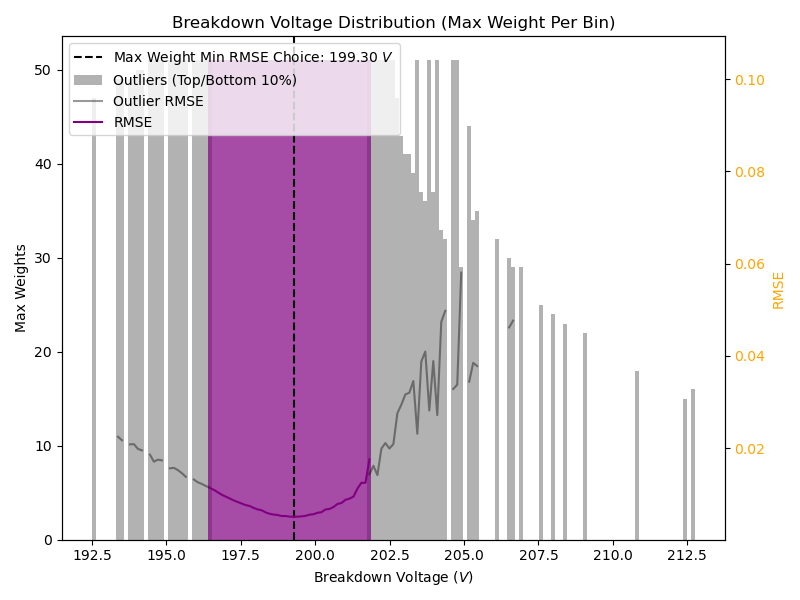 Breakdown Voltage Distribution (Max Weight Per Bin)
Max Weight Min RMSE Choice: 199.30 V
Outliers (Top/Bottom 10%)
Outlier RMSE
RMSE
50
40
30
20
10
0
Max Weights
0.10
0.08
0.06
0.04
0.02
RMSE
192.5 195.0 197.5 200.0 202.5 205.0 207.5 210.0 212.5
Breakdown Voltage (V)